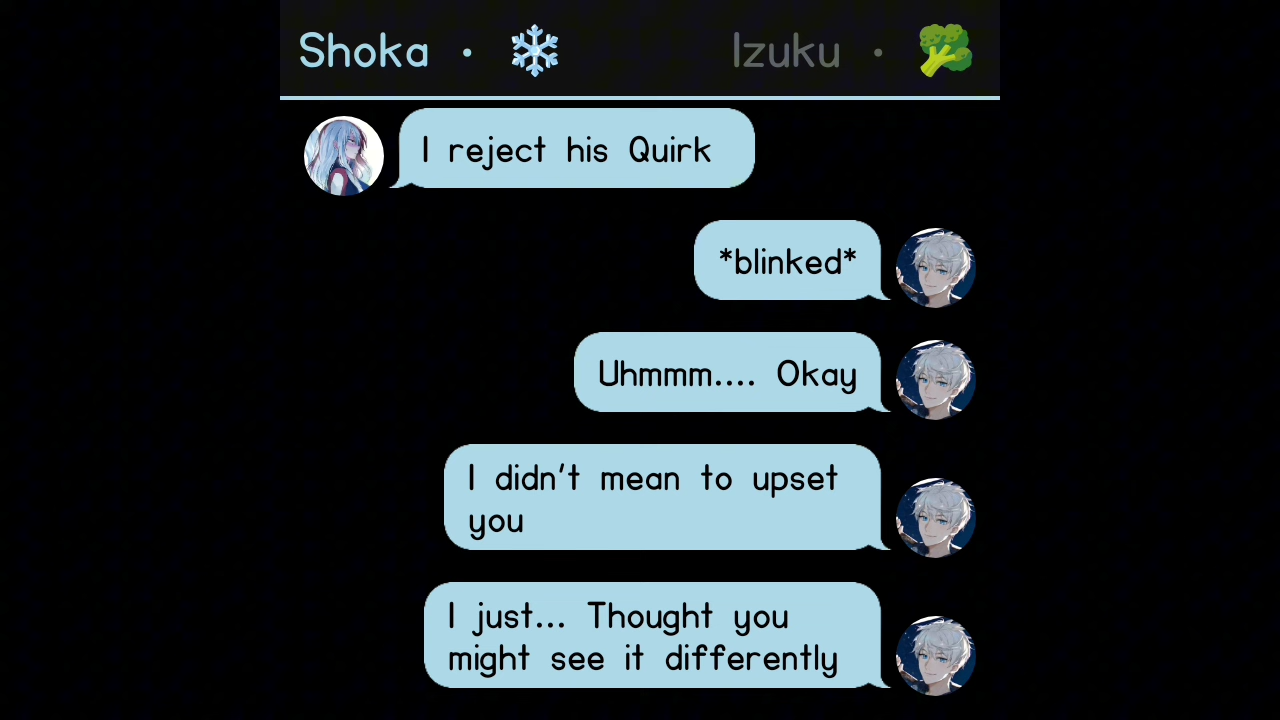 Shoka • ❄️ Izuku • 🥦
I reject his Quirk
*blinked*
Uhmmm.... Okay
I didn't mean to upset
you
I just... Thought you
might see it differently